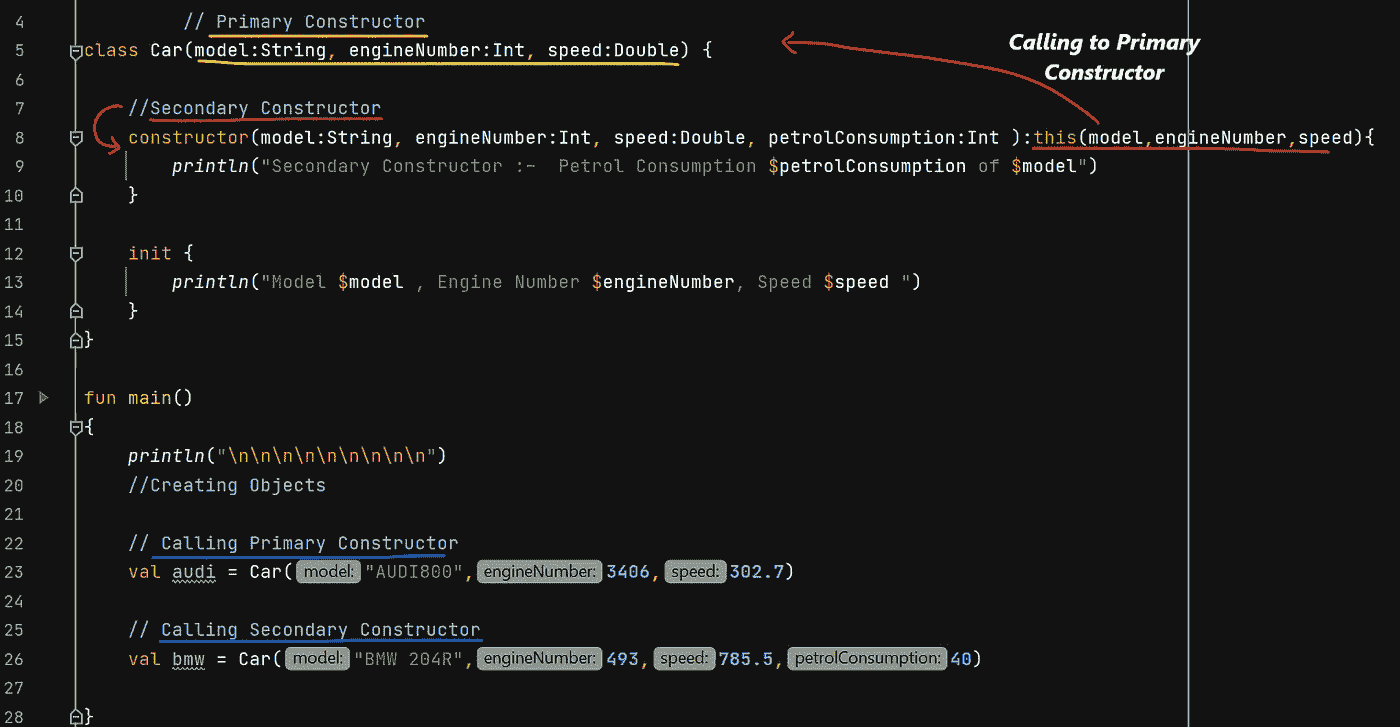 4 // Primary Constructor
5 class Car(model:String, engineNumber:Int, speed:Double) {
Calling to Primary
Constructor
6
7 //Secondary Constructor
8 constructor(model:String, engineNumber:Int, speed:Double, petrolConsumption:Int ):this(model,engineNumber,speed){
9 println("Secondary Constructor :-  Petrol Consumption $petrolConsumption of $model")
10 }
11
12 init {
13 println("Model $model , Engine Number $engineNumber, Speed $speed ")
14 }
15 }
16
17 fun main()
18 {
19 println("\n\n\n\n\n\n\n\n\n")
20 //Creating Objects
21
22 // Calling Primary Constructor
23 val audi = Car( model: "AUDI800", engineNumber: 3406, speed: 302.7)
24
25 // Calling Secondary Constructor
26 val bmw = Car( model: "BMW 204R", engineNumber: 493, speed: 785.5, petrolConsumption: 40)
27
28 }